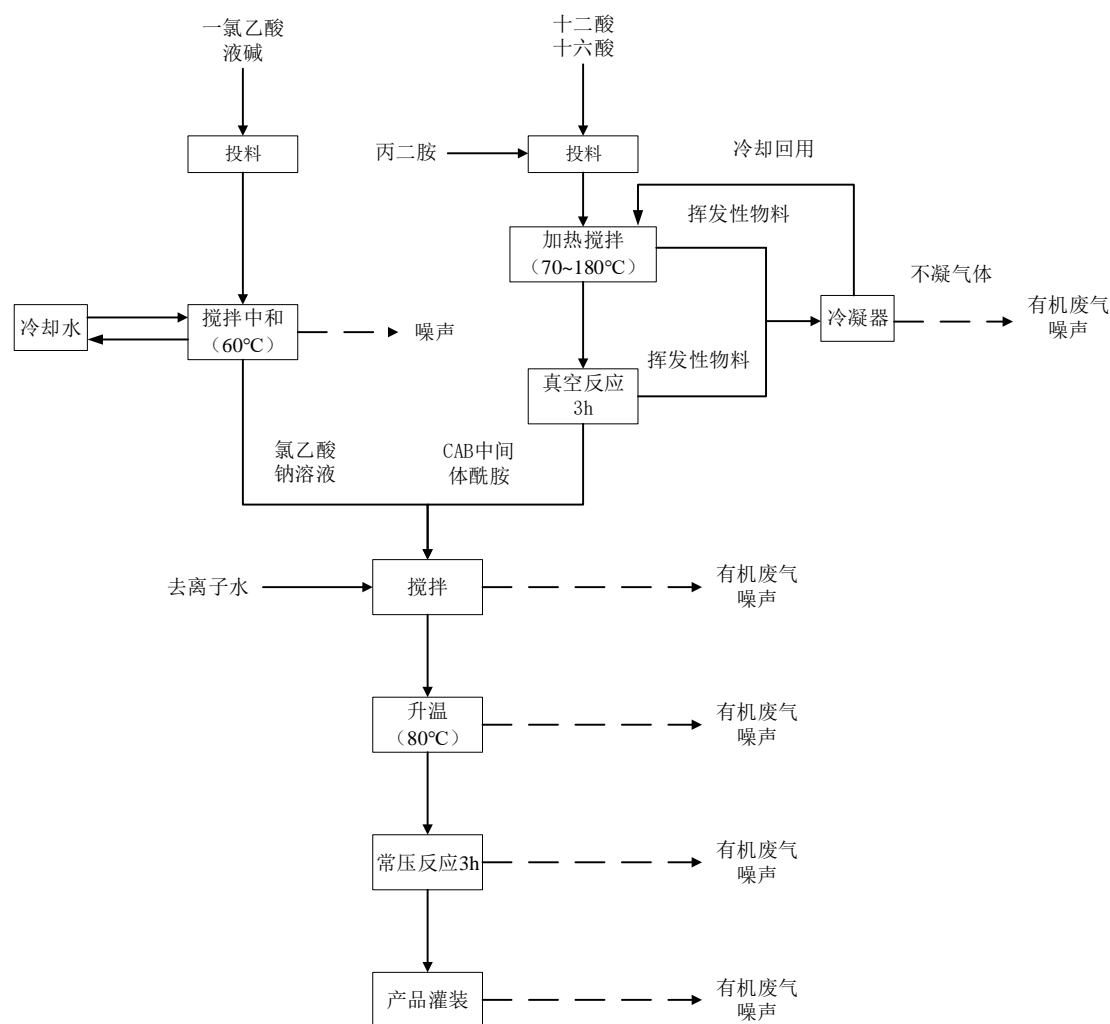 一氯乙酸
液碱
十二酸
十六酸
投料
丙二胺
投料
冷却回用
挥发性物料
加热搅拌
（70~180℃）
不凝气体
冷却水
搅拌中和
（60℃）
噪声
冷凝器
有机废气
噪声
挥发性物料
真空反应
3h
氯乙酸
钠溶液
CAB中间
体酰胺
去离子水
搅拌
有机废气
噪声
升温
（80℃）
有机废气
噪声
常压反应3h
有机废气
噪声
产品灌装
有机废气
噪声